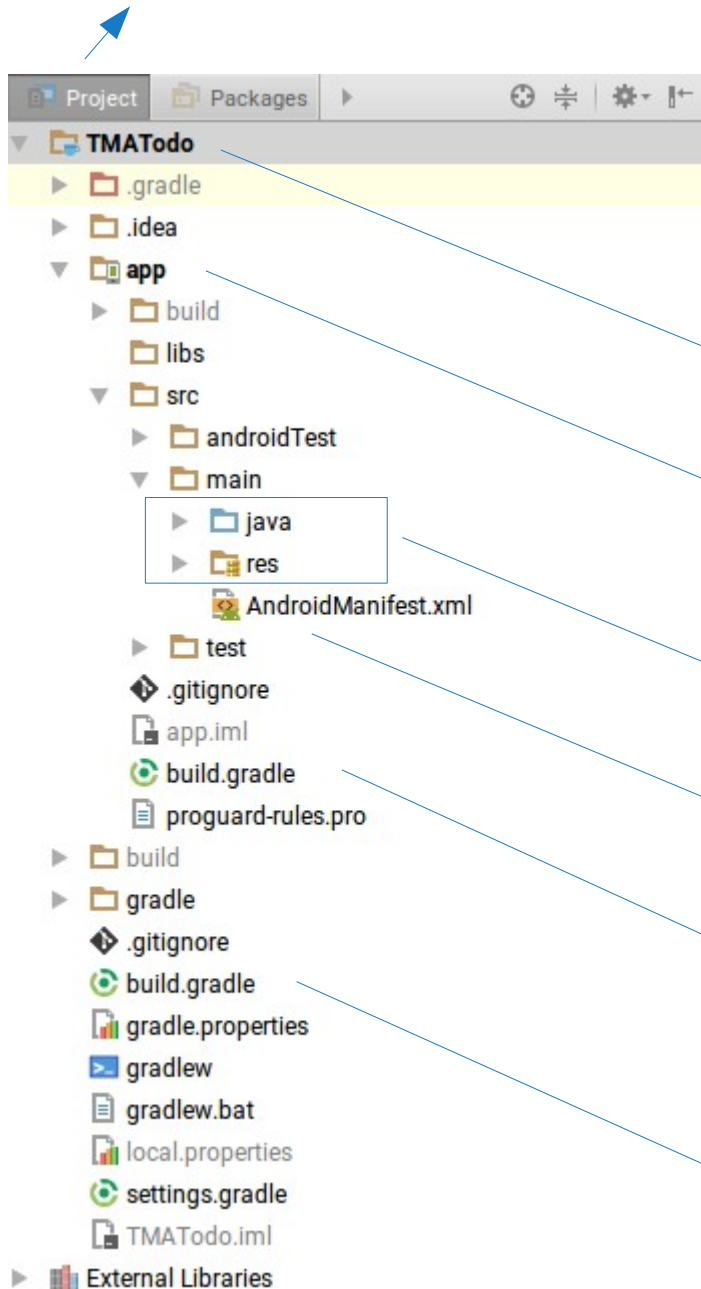 Project Packages
TMATodo
.gradle
.idea
app
build
libs
src
androidTest
main
java
res
AndroidManifest.xml
test
.gitignore
app.iml
build.gradle
proguard-rules.pro
build
gradle
.gitignore
build.gradle
gradle.properties
gradlew
gradlew.bat
local.properties
settings.gradle
TMATodo.iml
External Libraries